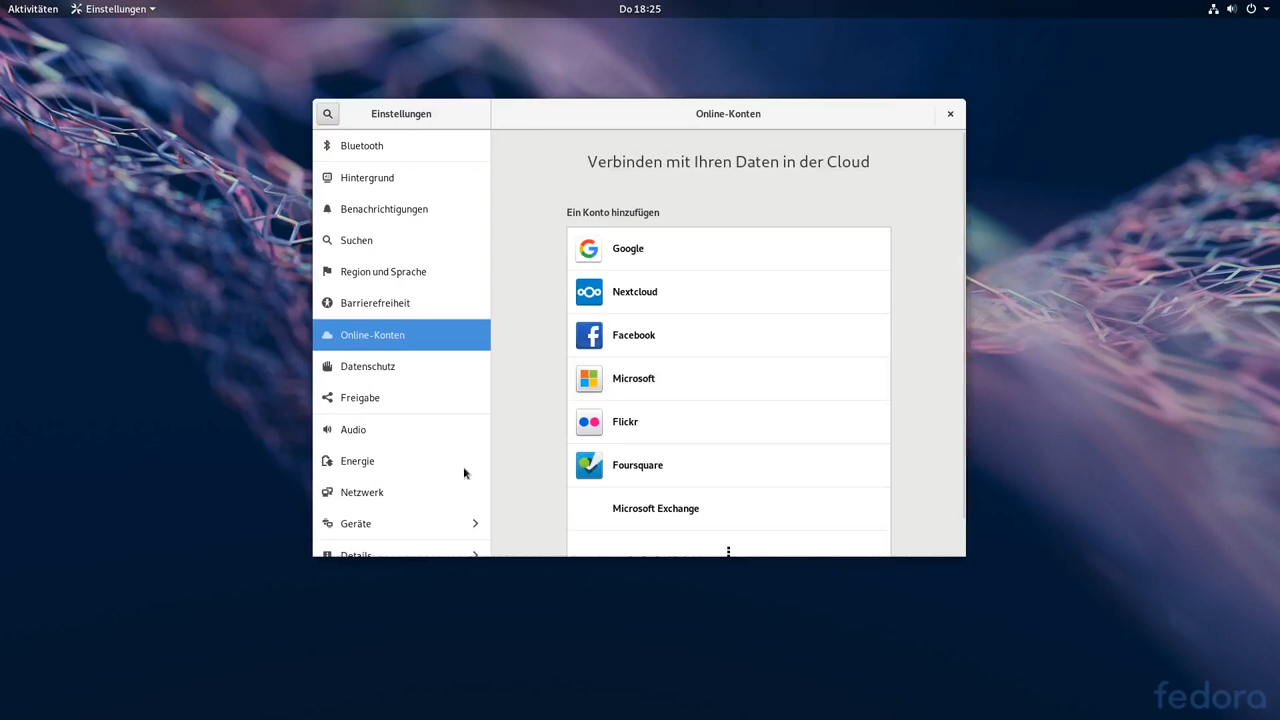 Aktivitäten Einstellungen Do 18:25
Einstellungen Online-Konten
Bluetooth
Hintergrund
Benachrichtigungen
Suchen
Region und Sprache
Barrierefreiheit
Online-Konten
Datenschutz
Freigabe
Audio
Energie
Netzwerk
Geräte
Details
Verbinden mit Ihren Daten in der Cloud
Ein Konto hinzufügen
Google
Nextcloud
Facebook
Microsoft
Flickr
Foursquare
Microsoft Exchange
fedora